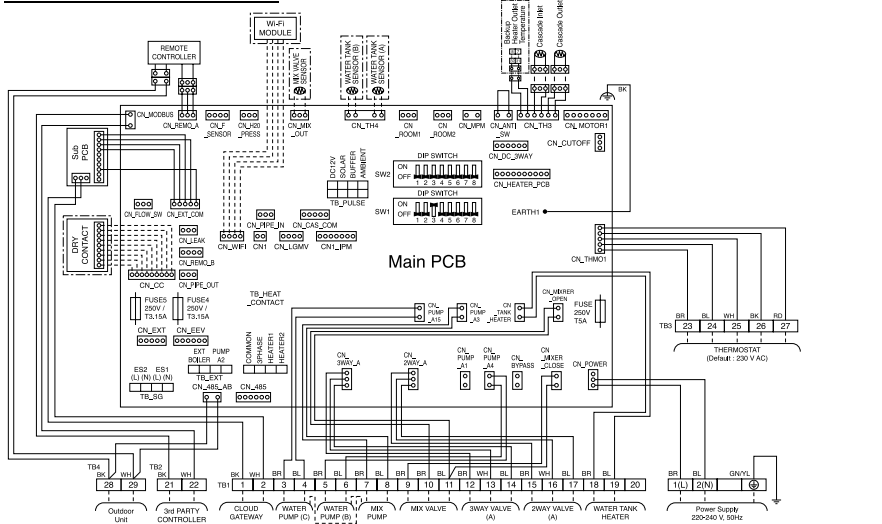 Wi-Fi
MODULE
REMOTE
CONTROLLER
MIX VALVE
SENSOR
WATER TANK
SENSOR (B)
WATER TANK
SENSOR (A)
Backup
Heater Outlet
Temperature
Cascade Inlet
Cascade Outlet
BK
CN_MODBUS
CN_REMO_A
CN_F
_SENSOR
CN_H20
_PRESS
CN_MIX
_OUT
CN_TH4
CN
_ROOM1
CN
_ROOM2
CN_MPM
CN_ANTI
_SW
CN_TH3
CN_MOTOR1
CN_DC_3WAY
CN_CUTOFF
Sub
PCB
DC12V
SOLAR
BUFFER
AMBIENT
TB_PULSE
DIP SWITCH
SW2
ON
OFF
1 2 3 4 5 6 7 8
CN_HEATER_PCB
DIP SWITCH
SW1
ON
OFF
1 2 3 4 5 6 7 8
EARTH1
CN_FLOW_SW
CN_EXT_COM
CN_PIPE_IN
CN_CAS_COM
DRY
CONTACT
CN_LEAK
CN_WIFI
CN1
CN_LGMV
CN1_IPM
CN_REMO_B
Main PCB
CN_THMO1
CN_CC
CN_PIPE_OUT
FUSE5
250V /
T3.15A
FUSE4
250V /
T3.15A
TB_HEAT
_CONTACT
CN_
PUMP
_A15
CN_
PUMP
_A3
CN
_TANK
_HEATER
CN_MIXRER
_OPEN
FUSE
250V
T5A
CN_EXT
CN_EEV
COMMON
3PHASE
HEATER1
HEATER2
BR BL WH BK RD
TB3 23 24 25 26 27
THERMOSTAT
(Default : 230 V AC)
EXT
BOILER
PUMP
A2
TB_EXT
CN_
3WAY_A
CN_
2WAY_A
CN_
PUMP
_A1
CN_
PUMP
_A4
CN_
BYPASS
CN
_MIXER
_CLOSE
CN_POWER
ES2 ES1
(L) (N) (L) (N)
TB_SG
CN_485_AB
CN_485
TB4 BK WH
28 29
Outdoor
Unit
TB2 BK WH
21 22
3rd PARTY
CONTROLLER
BK WH BR BL BR BL BR BL BR WH BL BR WH BL BR WH BL BR BL
TB1 1 2 3 4 5 6 7 8 9 10 11 12 13 14 15 16 17 18 19 20
CLOUD
GATEWAY
WATER
PUMP (C)
WATER
PUMP (B)
MIX
PUMP
MIX VALVE
3WAY VALVE
(A)
2WAY VALVE
(A)
WATER TANK
HEATER
BR BL GN/YL
1(L) 2(N)
Power Supply
220-240 V, 50Hz